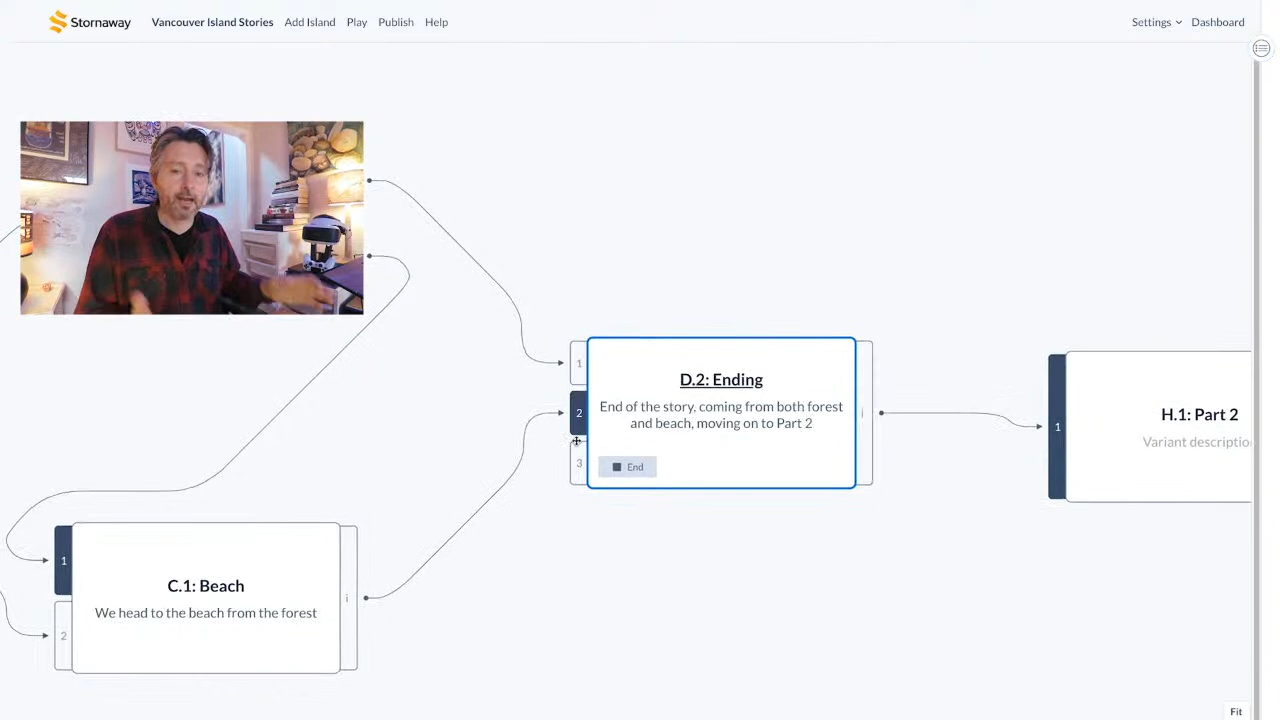 Stornaway
Vancouver Island Stories
Add Island
Play
Publish
Help
Settings
Dashboard
1
2
3
D.2: Ending
End of the story, coming from both forest
and beach, moving on to Part 2
End
i
1
H.1: Part 2
Variant descriptio
1
2
C.1: Beach
We head to the beach from the forest
i
Fit